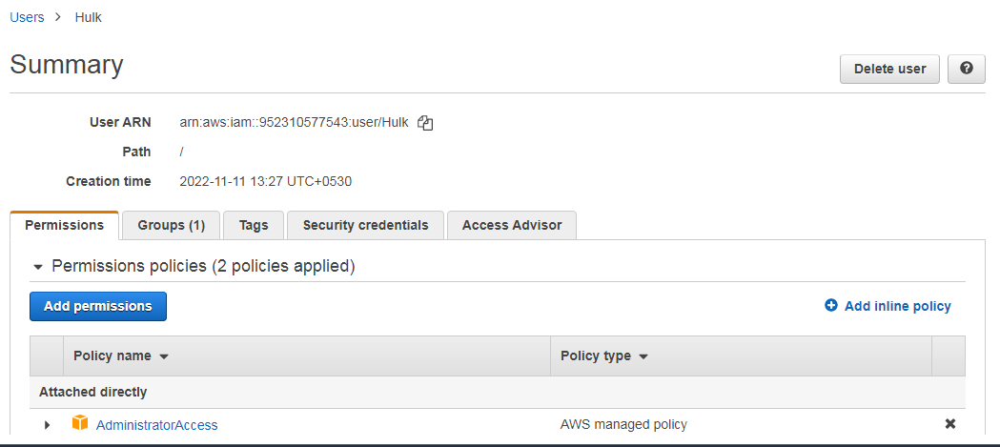 Users > Hulk
Summary
Delete user
User ARN arn:aws:iam::952310577543:user/Hulk
Path /
Creation time 2022-11-11 13:27 UTC+0530
Permissions Groups (1) Tags Security credentials Access Advisor
Permissions policies (2 policies applied)
Add permissions Add inline policy
Policy name Policy type
Attached directly
AdministratorAccess AWS managed policy